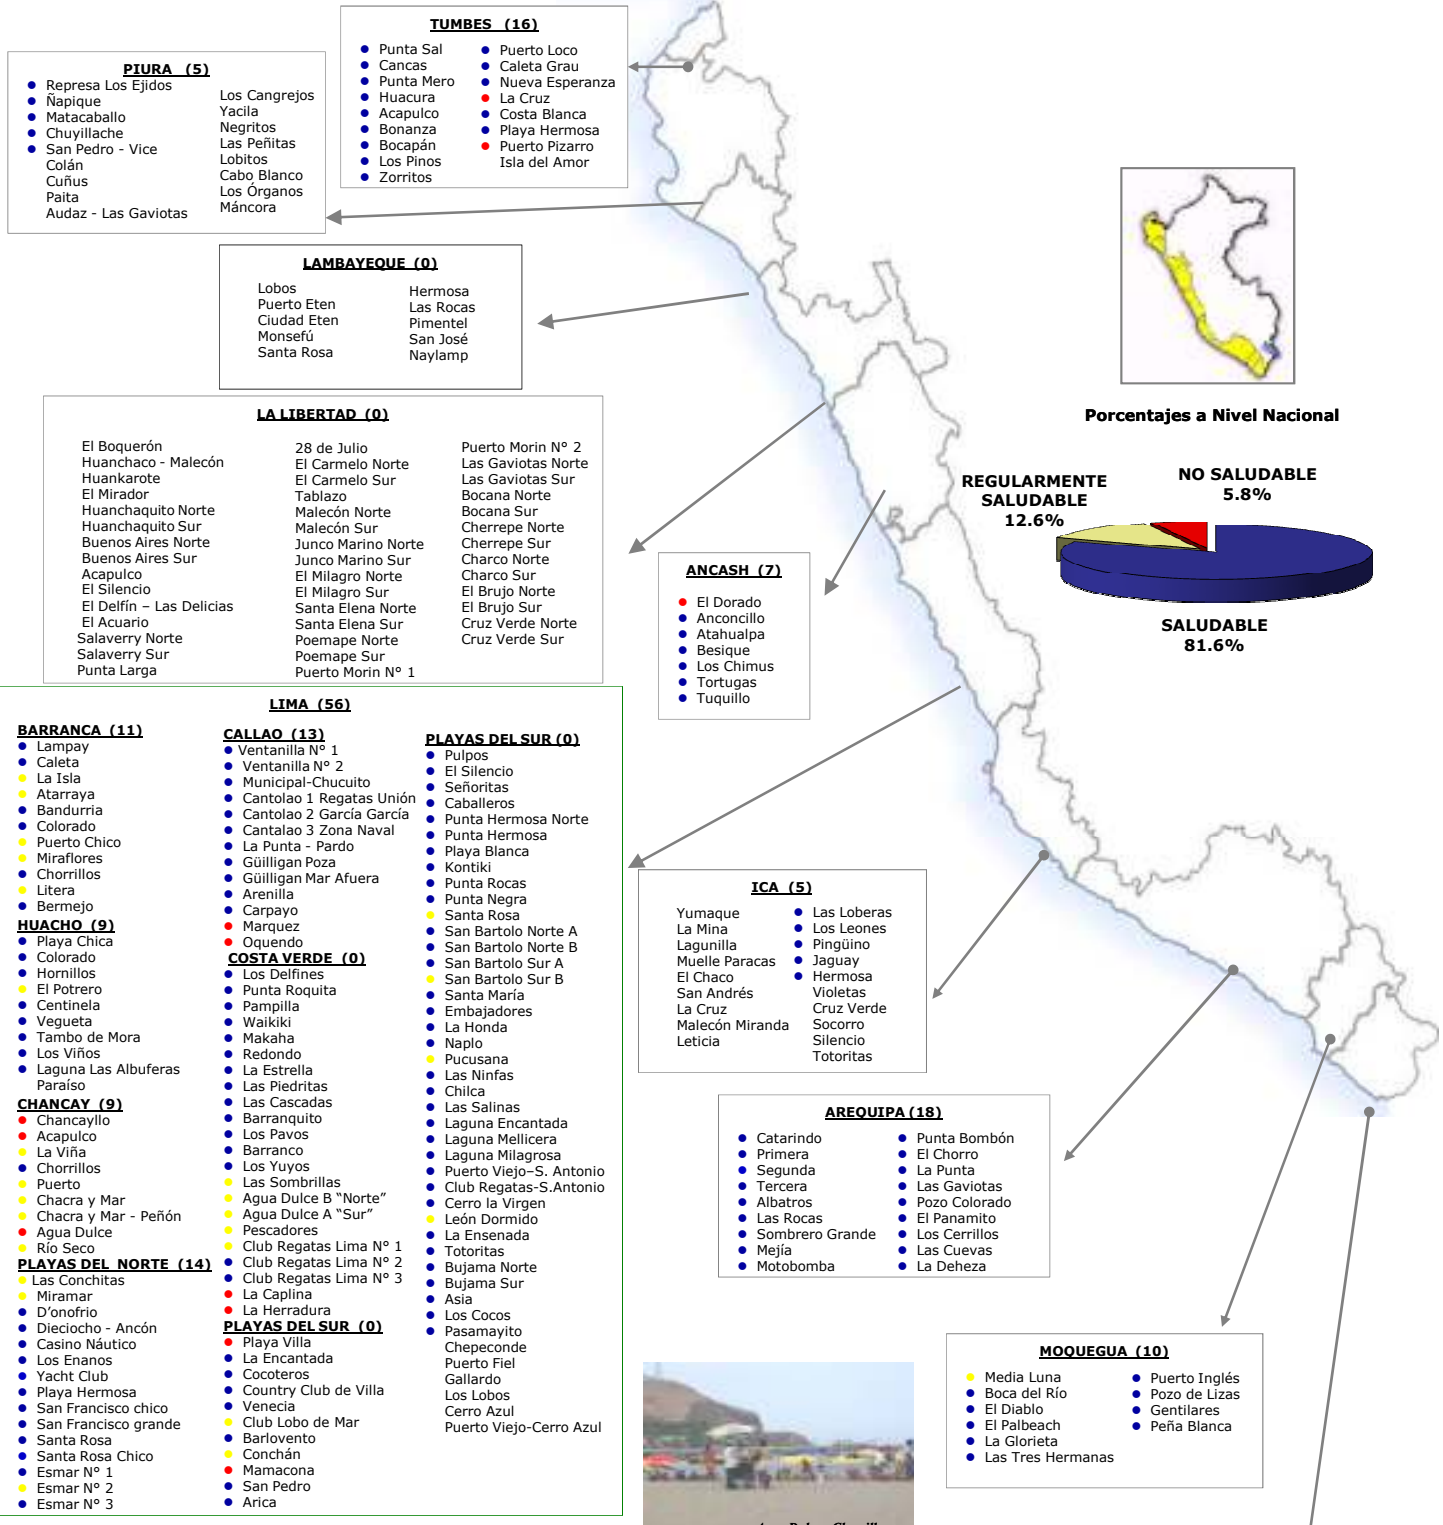 TUMBES (16)
Punta Sal
Cancas
Punta Mero
Huacura
Acapulco
Bonanza
Bocapán
Los Pinos
Zorritos
Puerto Loco
Caleta Grau
Nueva Esperanza
La Cruz
Costa Blanca
Playa Hermosa
Puerto Pizarro
Isla del Amor
PIURA (5)
Represa Los Ejidos
Ñapique
Matacaballo
Chuyillache
San Pedro - Vice
Colán
Cuñus
Paita
Audaz - Las Gaviotas
Los Cangrejos
Yacila
Negritos
Las Peñitas
Lobitos
Cabo Blanco
Los Órganos
Máncora
LAMBAYEQUE (0)
Lobos
Puerto Eten
Ciudad Eten
Monsefú
Santa Rosa
Hermosa
Las Rocas
Pimentel
San José
Naylamp
LA LIBERTAD (0)
El Boquerón
Huanchaco - Malecón
Huankarote
El Mirador
Huanchaquito Norte
Huanchaquito Sur
Buenos Aires Norte
Buenos Aires Sur
Acapulco
El Silencio
El Delfín – Las Delicias
El Acuario
Salaverry Norte
Salaverry Sur
Punta Larga
28 de Julio
El Carmelo Norte
El Carmelo Sur
Tablazo
Malecón Norte
Malecón Sur
Junco Marino Norte
Junco Marino Sur
El Milagro Norte
El Milagro Sur
Santa Elena Norte
Santa Elena Sur
Poemape Norte
Poemape Sur
Puerto Morin N° 1
Puerto Morin N° 2
Las Gaviotas Norte
Las Gaviotas Sur
Bocana Norte
Bocana Sur
Cherrepe Norte
Cherrepe Sur
Charco Norte
Charco Sur
El Brujo Norte
El Brujo Sur
Cruz Verde Norte
Cruz Verde Sur
Porcentajes a Nivel Nacional
REGULARMENTE
SALUDABLE
12.6%
NO SALUDABLE
5.8%
SALUDABLE
81.6%
ANCASH (7)
El Dorado
Anconcillo
Atahualpa
Besique
Los Chimus
Tortugas
Tuquillo
LIMA (56)
BARRANCA (11)
Lampay
Caleta
La Isla
Atarraya
Bandurria
Colorado
Puerto Chico
Miraflores
Chorrillos
Litera
Bermejo
HUACHO (9)
Playa Chica
Colorado
Hornillos
El Potrero
Centinela
Vegueta
Tambo de Mora
Los Viños
Laguna Las Albuferas
Paraíso
CHANCAY (9)
Chancayllo
Acapulco
La Viña
Chorrillos
Puerto
Chacra y Mar
Chacra y Mar - Peñón
Agua Dulce
Río Seco
PLAYAS DEL NORTE (14)
Las Conchitas
Miramar
D'onofrio
Dieciocho - Ancón
Casino Náutico
Los Enanos
Yacht Club
Playa Hermosa
San Francisco chico
San Francisco grande
Santa Rosa
Santa Rosa Chico
Esmar N° 1
Esmar N° 2
Esmar N° 3
CALLAO (13)
Ventanilla N° 1
Ventanilla N° 2
Municipal-Chucuito
Cantolao 1 Regatas Unión
Cantolao 2 García García
Cantalao 3 Zona Naval
La Punta - Pardo
Güilligan Poza
Güilligan Mar Afuera
Arenilla
Carpayo
Marquez
Oquendo
COSTA VERDE (0)
Los Delfines
Punta Roquita
Pampilla
Waikiki
Makaha
Redondo
La Estrella
Las Piedritas
Las Cascadas
Barranquito
Los Pavos
Barranco
Los Yuyos
Las Sombrillas
Agua Dulce B "Norte"
Agua Dulce A "Sur"
Pescadores
Club Regatas Lima N° 1
Club Regatas Lima N° 2
Club Regatas Lima N° 3
La Caplina
La Herradura
PLAYAS DEL SUR (0)
Playa Villa
La Encantada
Cocoteros
Country Club de Villa
Venecia
Club Lobo de Mar
Barlovento
Conchán
Mamacona
San Pedro
Arica
PLAYAS DEL SUR (0)
Pulpos
El Silencio
Señoritas
Caballeros
Punta Hermosa Norte
Punta Hermosa
Playa Blanca
Kontiki
Punta Rocas
Punta Negra
Santa Rosa
San Bartolo Norte A
San Bartolo Norte B
San Bartolo Sur A
San Bartolo Sur B
Santa María
Embajadores
La Honda
Naplo
Pucusana
Las Ninfas
Chilca
Las Salinas
Laguna Encantada
Laguna Mellicera
Laguna Milagrosa
Puerto Viejo–S. Antonio
Club Regatas-S.Antonio
Cerro la Virgen
León Dormido
La Ensenada
Totoritas
Bujama Norte
Bujama Sur
Asia
Los Cocos
Pasamayito
Chepeconde
Puerto Fiel
Gallardo
Los Lobos
Cerro Azul
Puerto Viejo-Cerro Azul
ICA (5)
Yumaque
La Mina
Lagunilla
Muelle Paracas
El Chaco
San Andrés
La Cruz
Malecón Miranda
Leticia
Las Loberas
Los Leones
Pingüino
Jaguay
Hermosa
Violetas
Cruz Verde
Socorro
Silencio
Totoritas
AREQUIPA (18)
Catarindo
Primera
Segunda
Tercera
Albatros
Las Rocas
Sombrero Grande
Mejía
Motobomba
Punta Bombón
El Chorro
La Punta
Las Gaviotas
Pozo Colorado
El Panamito
Los Cerrillos
Las Cuevas
La Deheza
MOQUEGUA (10)
Media Luna
Boca del Río
El Diablo
El Palbeach
La Glorieta
Las Tres Hermanas
Puerto Inglés
Pozo de Lizas
Gentilares
Peña Blanca